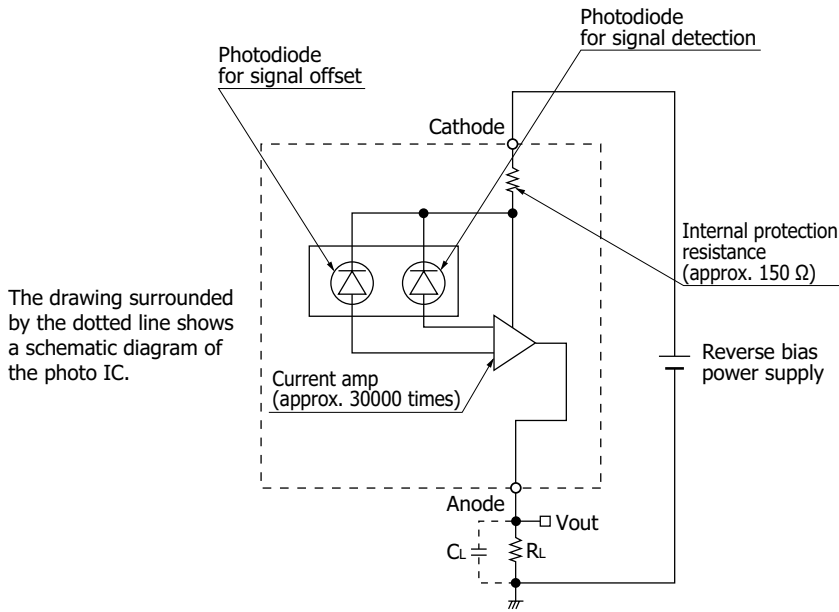 Photodiode
for signal detection
Photodiode
for signal offset
Cathode
Internal protection
resistance
(approx. 150 Ω)
The drawing surrounded
by the dotted line shows
a schematic diagram of
the photo IC.
Reverse bias
power supply
Current amp
(approx. 30000 times)
Anode
Vout
CL
RL